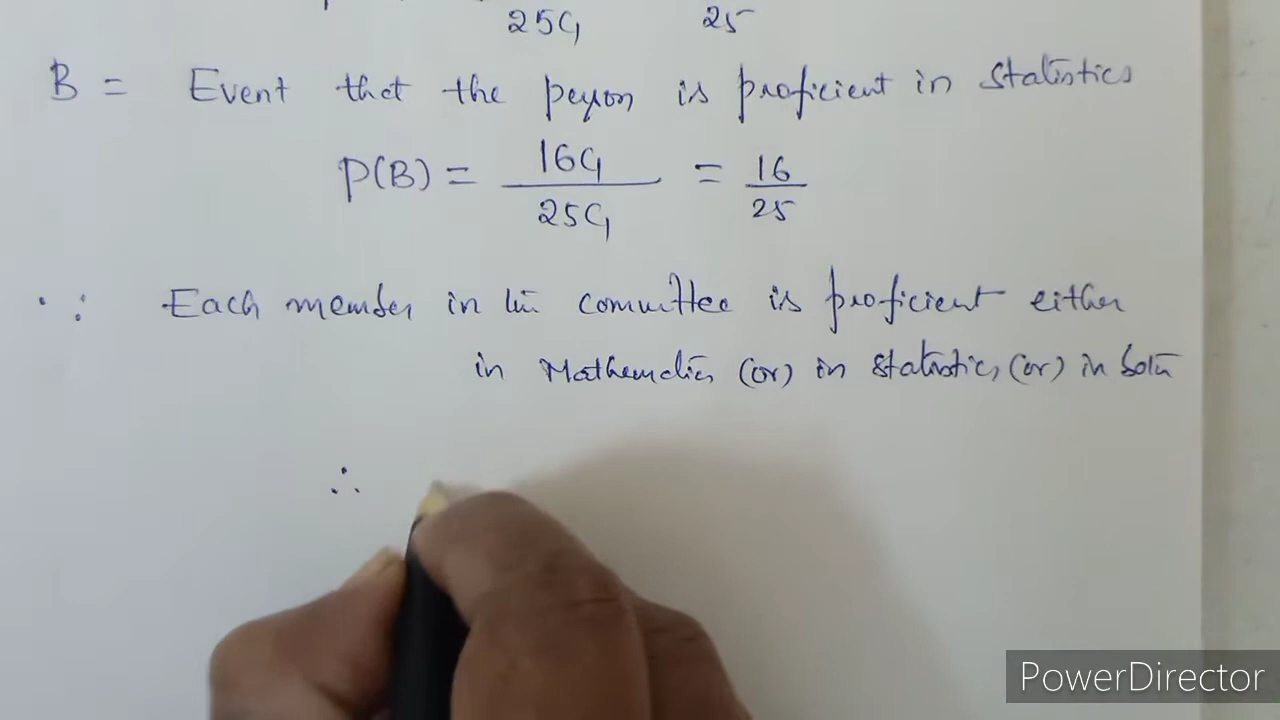 25C₁ 25
B = Event that the person is proficient in Statistics
P(B) = 16C₁ / 25C₁ = 16 / 25
∵ Each member in the committee is proficient either
in Mathematics (or) in Statistics (or) in both
∴
PowerDirector